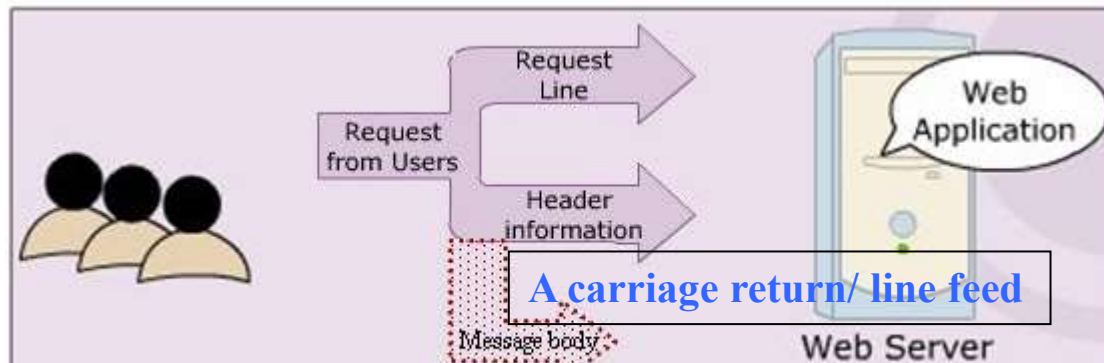 Request
Line
Web
Application
Request
from Users
Header
information
A carriage return/ line feed
Message body
Web Server